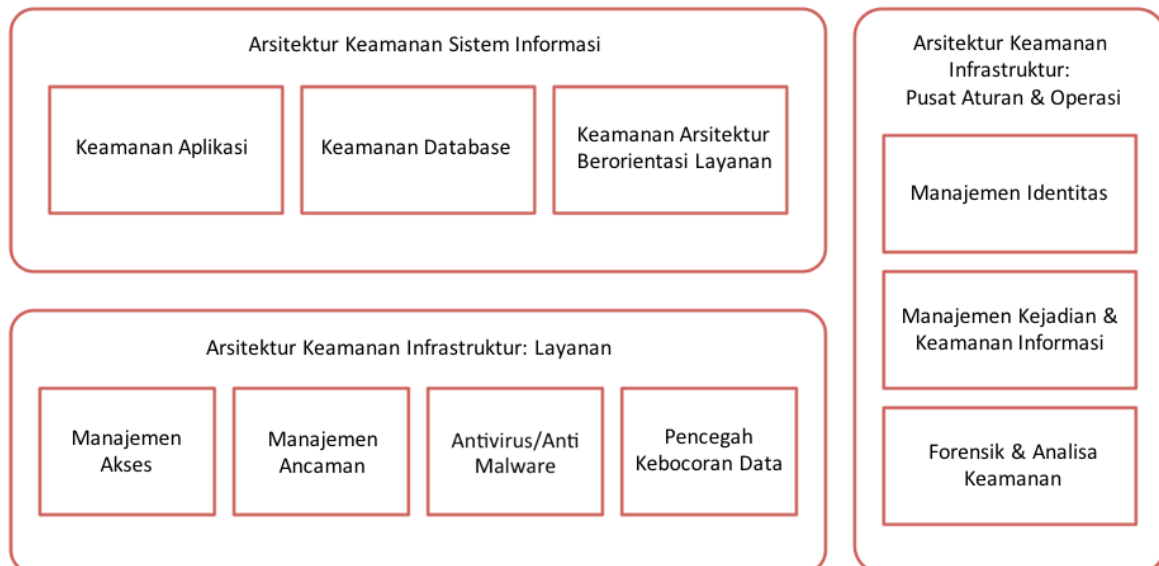 Arsitektur Keamanan Sistem Informasi
Keamanan Aplikasi
Keamanan Database
Keamanan Arsitektur
Berorientasi Layanan
Arsitektur Keamanan Infrastruktur: Layanan
Manajemen
Akses
Manajemen
Ancaman
Antivirus/Anti
Malware
Pencegah
Kebocoran Data
Arsitektur Keamanan
Infrastruktur:
Pusat Aturan & Operasi
Manajemen Identitas
Manajemen Kejadian &
Keamanan Informasi
Forensik & Analisa
Keamanan